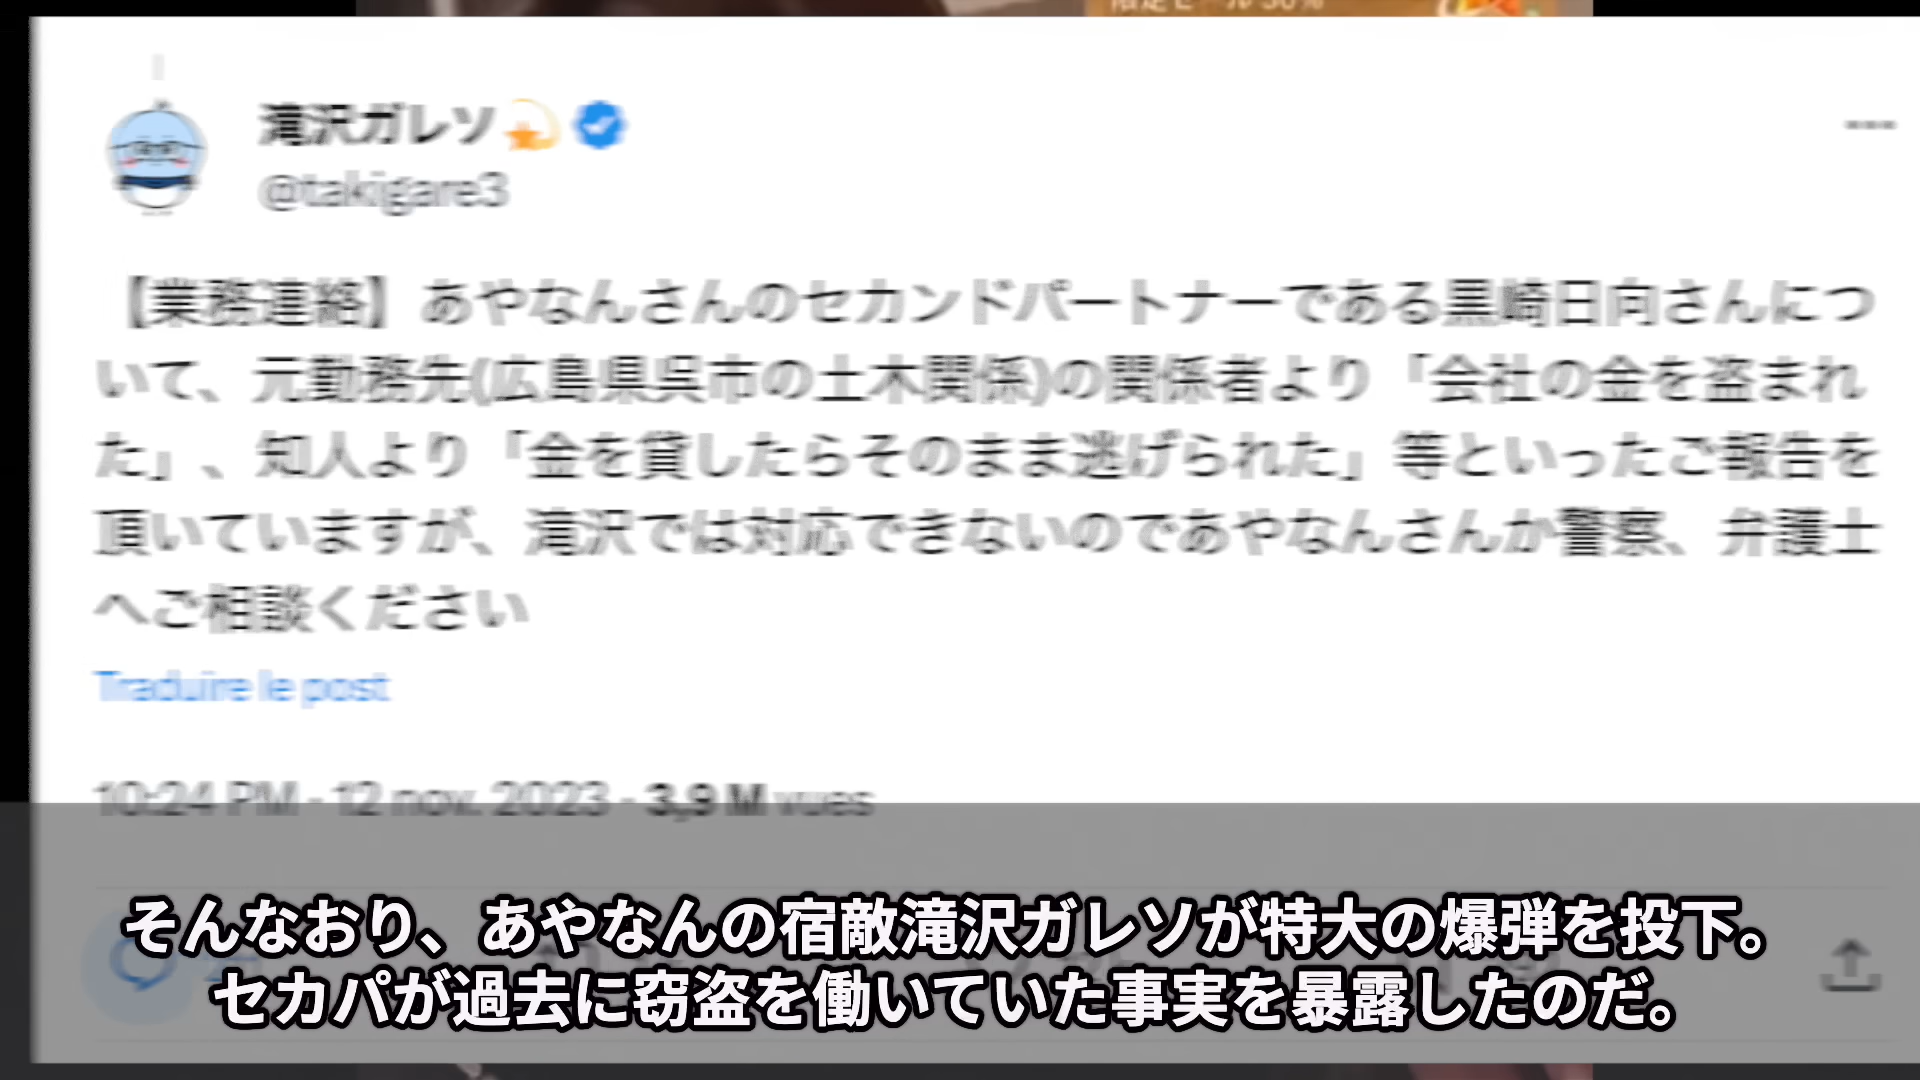 滝沢ガレソ
@takigare3
【業務連絡】あやなんさんのセカンドパートナーである黒崎日向さんにつ
いて、元勤務先(広島県呉市の土木関係)の関係者より「会社の金を盗まれ
た」、知人より「金を貸したらそのまま逃げられた」等といったご報告を
頂いていますが、滝沢では対応できないのであやなんさんか警察、弁護士
へご相談ください
Traduire le post
10:24 PM · 12 nov. 2023 · 3,9 M vues
そんなおり、あやなんの宿敵滝沢ガレソが特大の爆弾を投下。
セカパが過去に窃盗を働いていた事実を暴露したのだ。